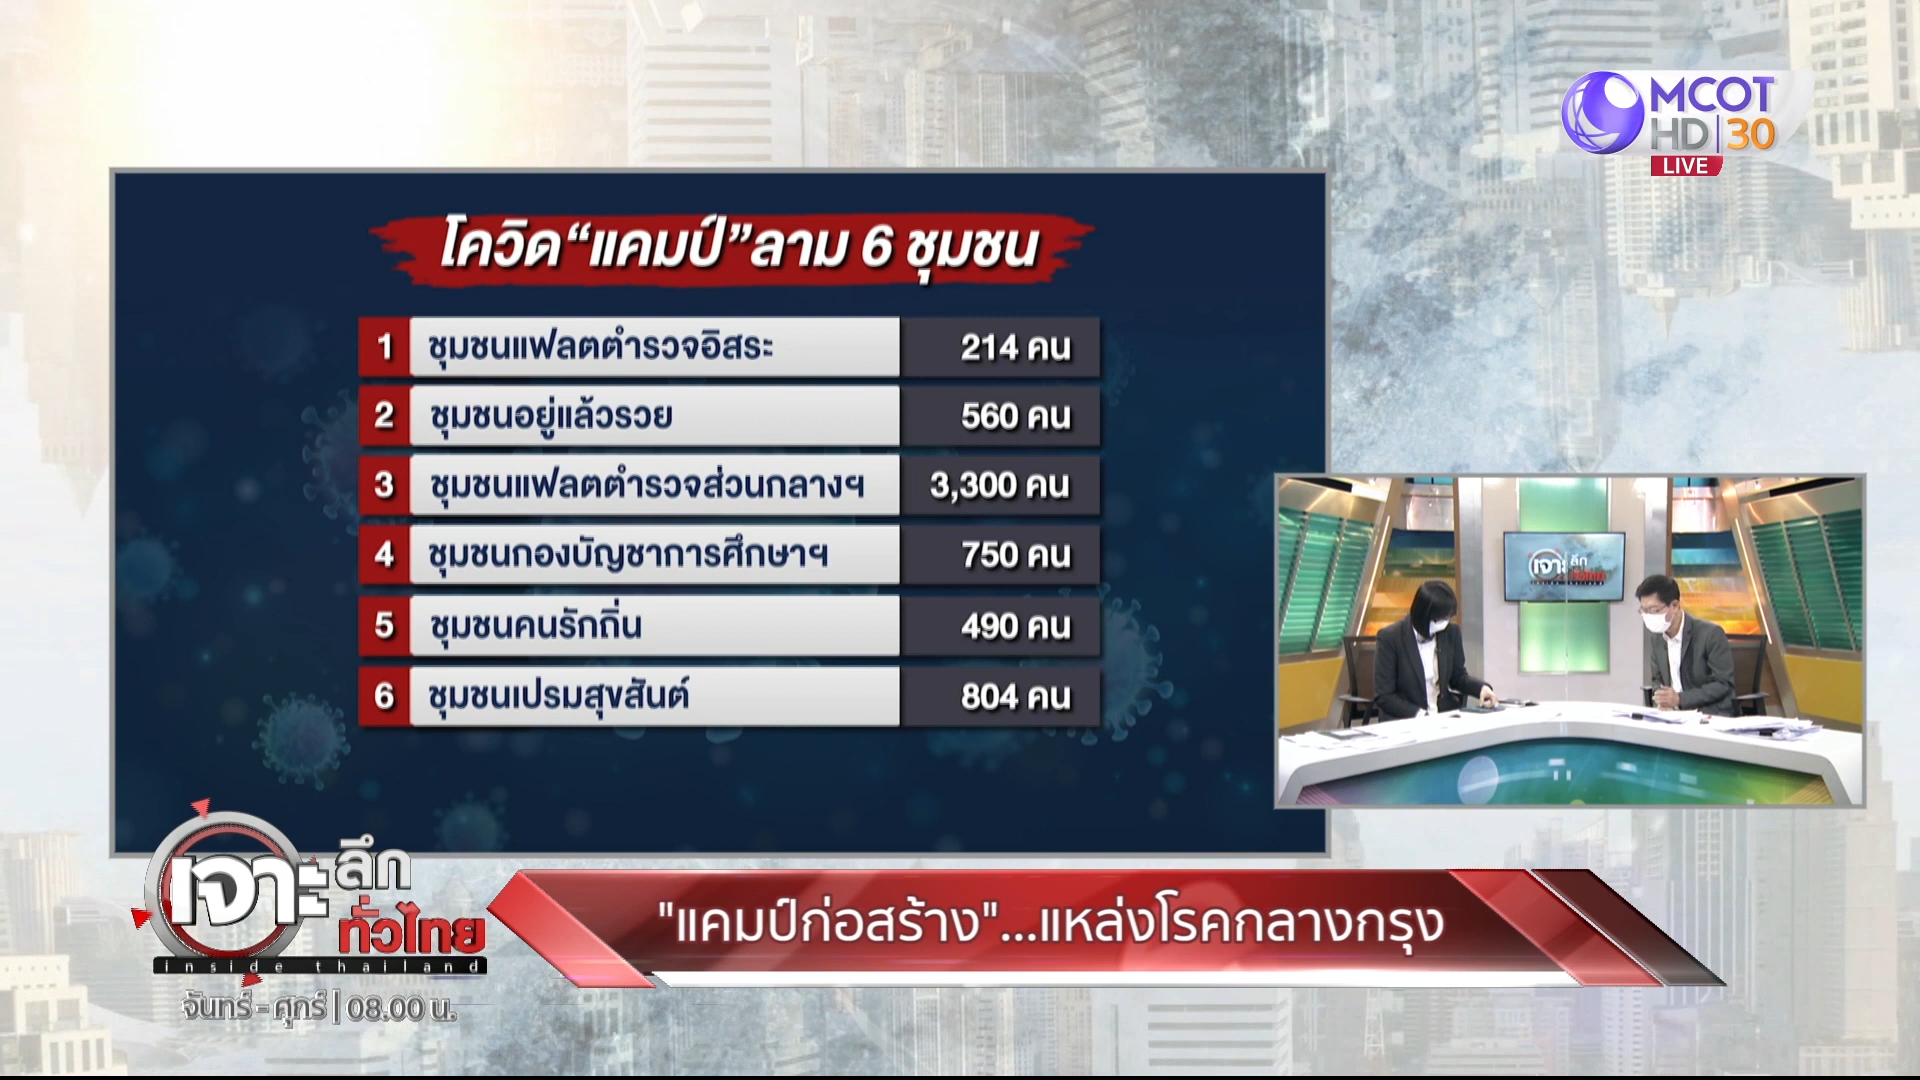 MCOT
HD 30
LIVE
โควิด“แคมป์”ลาม 6 ชุมชน
1 ชุมชนแฟลตตำรวจอิสระ 214 คน
2 ชุมชนอยู่แล้วรวย 560 คน
3 ชุมชนแฟลตตำรวจส่วนกลางฯ 3,300 คน
4 ชุมชนกองบัญชาการศึกษาฯ 750 คน
5 ชุมชนคนรักถิ่น 490 คน
6 ชุมชนเปรมสุขสันต์ 804 คน
เจาะลึก
เจาะลึก
ทั่วไทย
inside thailand
จันทร์ - ศุกร์ | 08.00 น.
"แคมป์ก่อสร้าง"...แหล่งโรคกลางกรุง